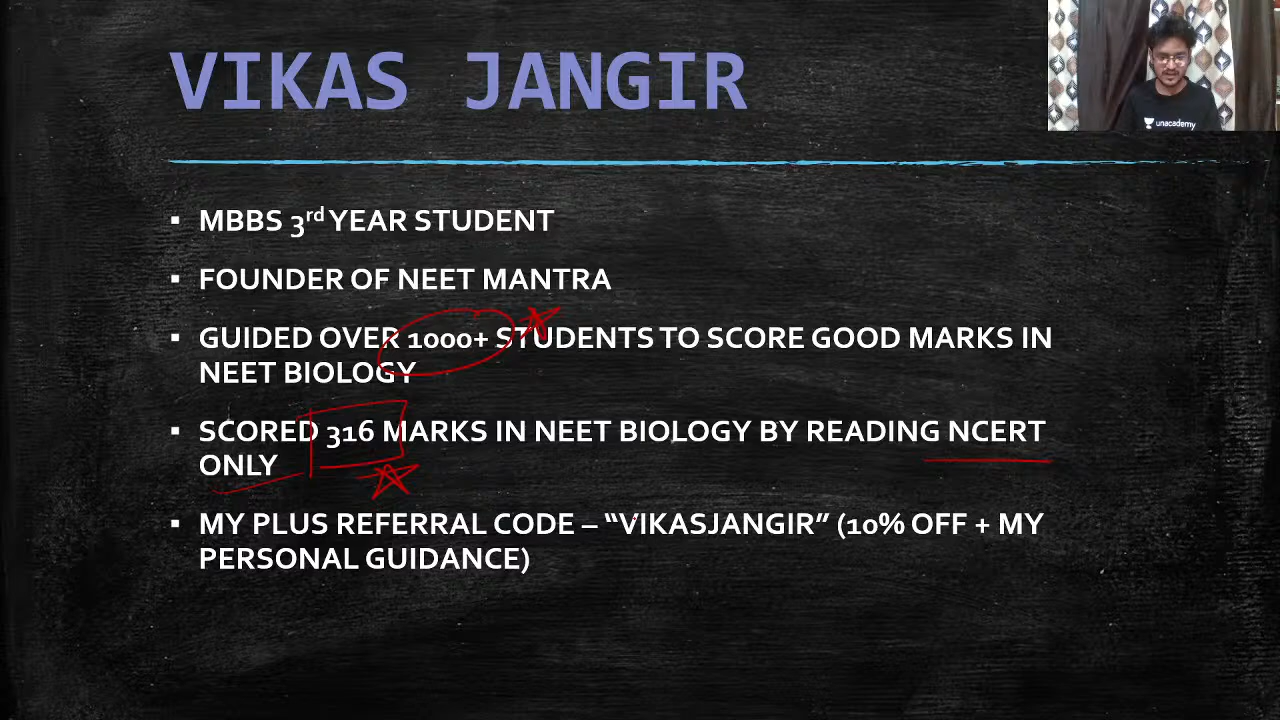 VIKAS JANGIR
unacademy
▪ MBBS 3rd YEAR STUDENT
▪ FOUNDER OF NEET MANTRA
▪ GUIDED OVER 1000+ STUDENTS TO SCORE GOOD MARKS IN
NEET BIOLOGY
▪ SCORED 316 MARKS IN NEET BIOLOGY BY READING NCERT
ONLY
▪ MY PLUS REFERRAL CODE – “VIKASJANGIR” (10% OFF + MY
PERSONAL GUIDANCE)